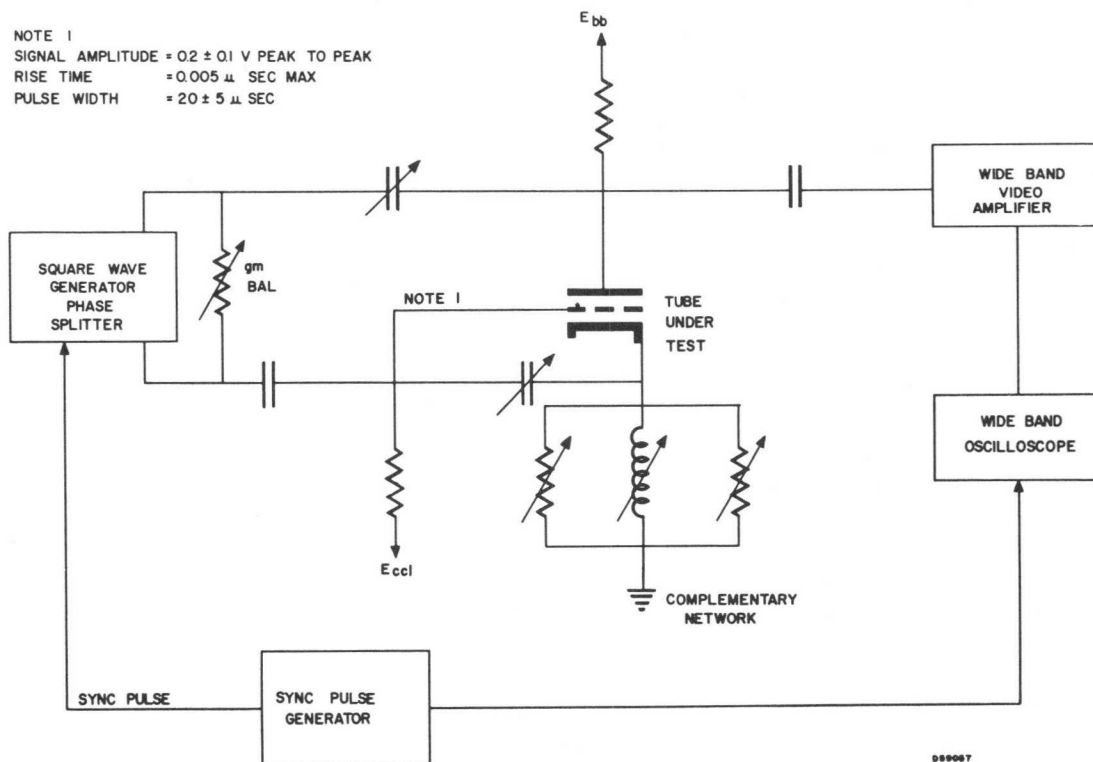 NOTE 1
SIGNAL AMPLITUDE = 0.2 ± 0.1 V PEAK TO PEAK
RISE TIME = 0.005 µ SEC MAX
PULSE WIDTH = 20 ± 5 µ SEC
Ebb
WIDE BAND
VIDEO
AMPLIFIER
SQUARE WAVE
GENERATOR
PHASE
SPLITTER
gm
BAL
NOTE 1
TUBE
UNDER
TEST
WIDE BAND
OSCILLOSCOPE
Ecc1
COMPLEMENTARY
NETWORK
SYNC PULSE
SYNC PULSE
GENERATOR
DS9067